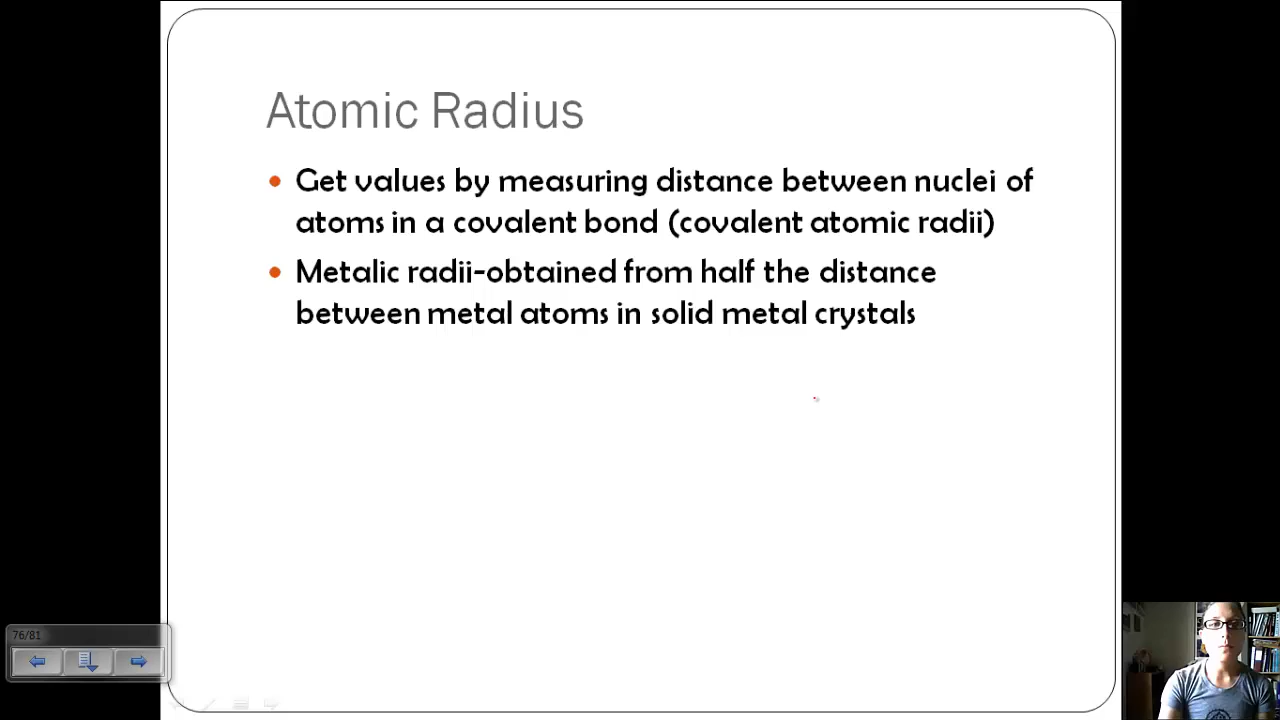 Atomic Radius
• Get values by measuring distance between nuclei of
atoms in a covalent bond (covalent atomic radii)
• Metalic radii-obtained from half the distance
between metal atoms in solid metal crystals
76/81